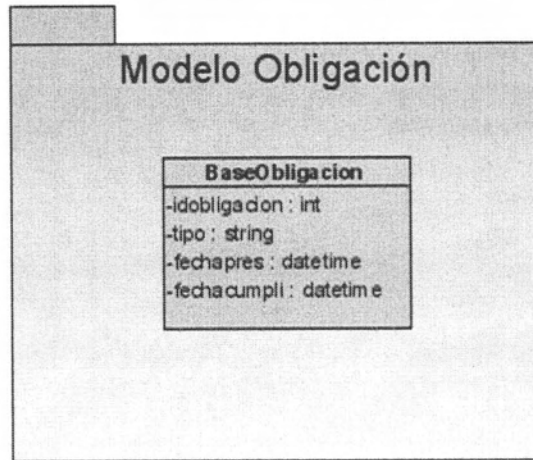 Modelo Obligación
BaseObligacion
-idobligacion : int
-tipo : string
-fechapres : datetime
-fechacumpli : datetime